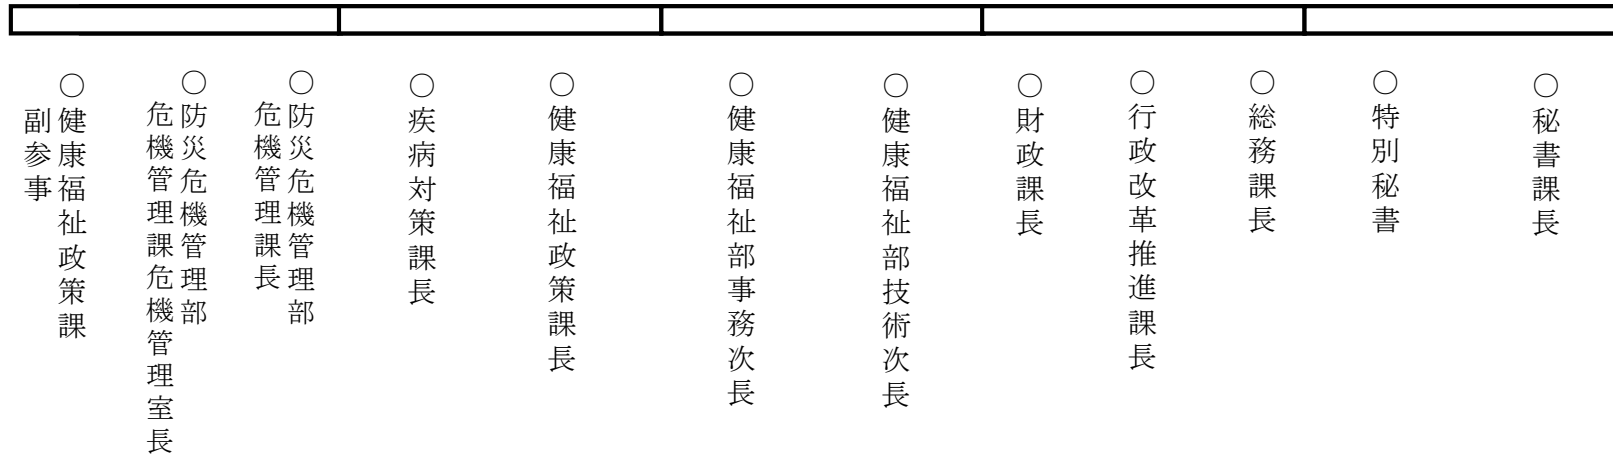 ○秘書課長
○特別秘書
○総務課長
○行政改革推進課長
○財政課長
○健康福祉部技術次長
○健康福祉部事務次長
○健康福祉政策課長
○疾病対策課長
○防災危機管理部
危機管理課長
○防災危機管理部
危機管理課危機管理室長
○健康福祉政策課
副参事